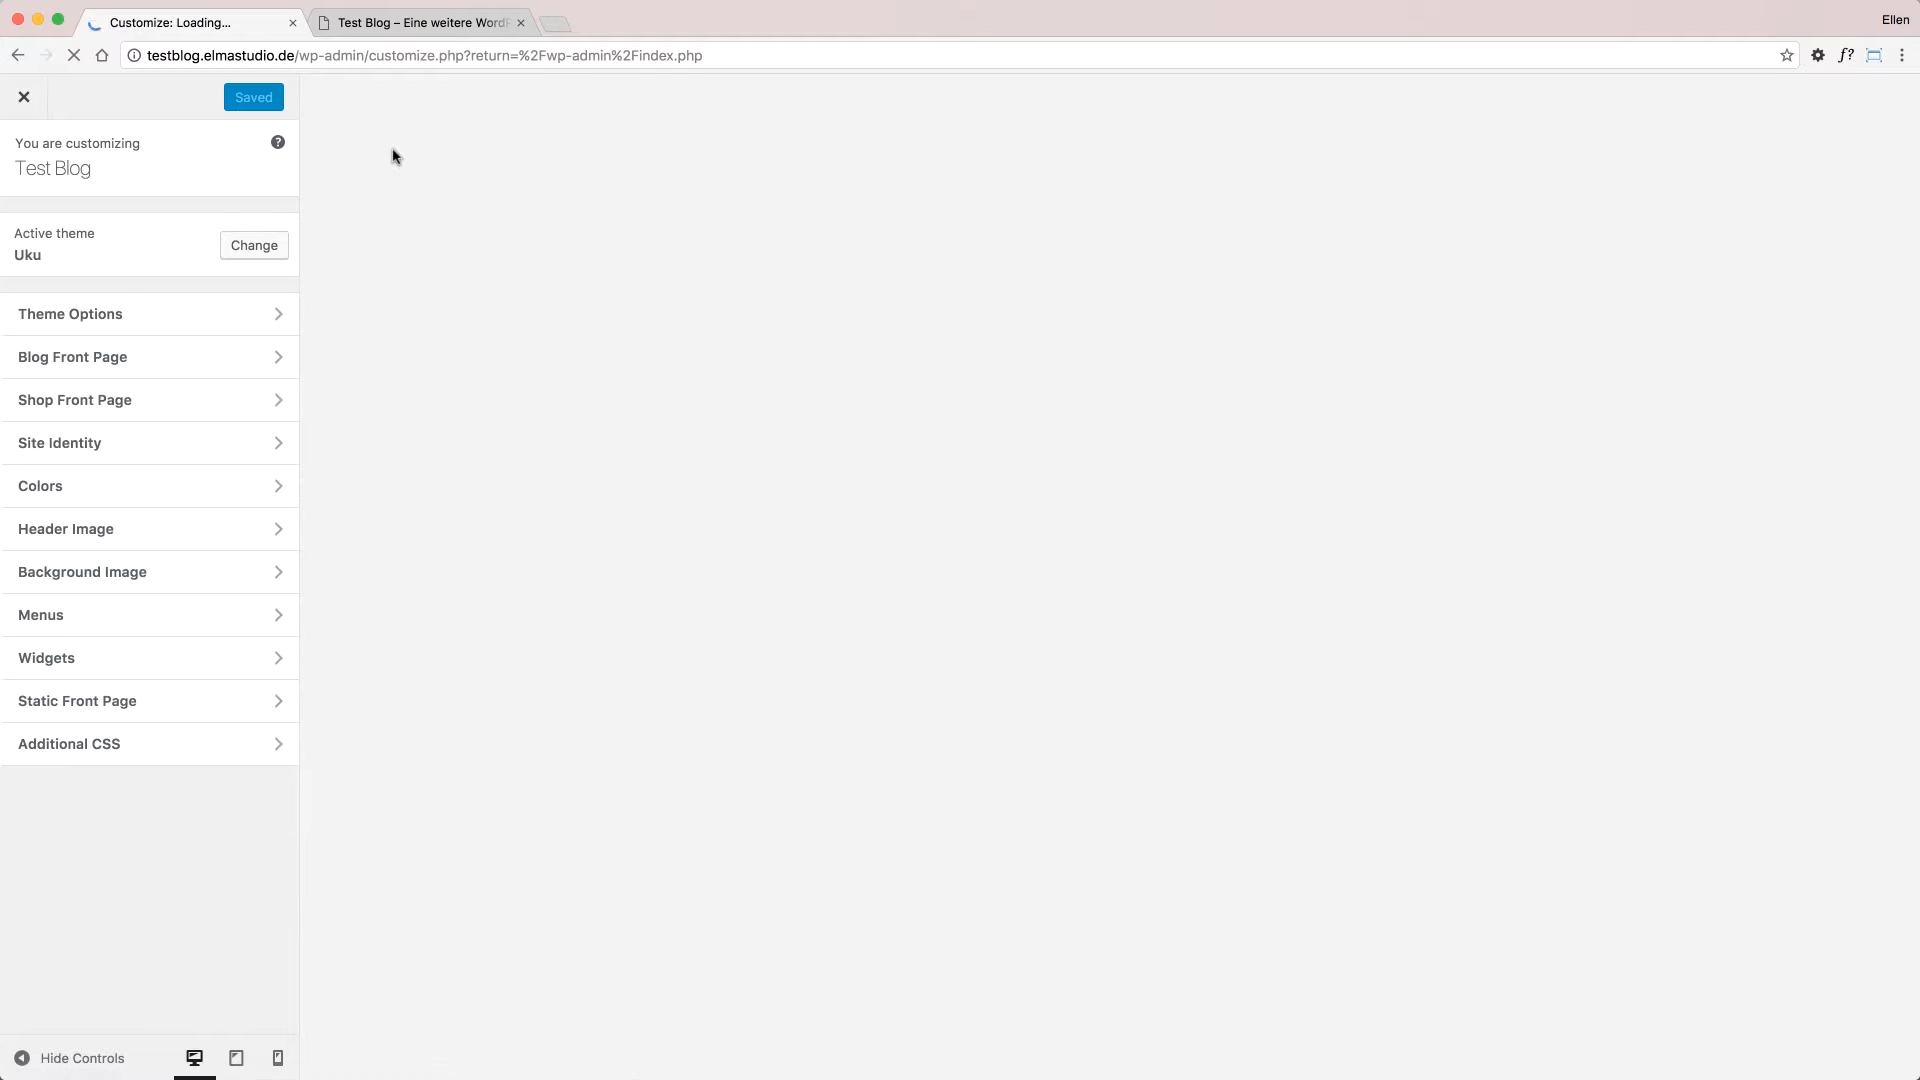 Customize: Loading...
Test Blog – Eine weitere WordP
Ellen
testblog.elmastudio.de/wp-admin/customize.php?return=%2Fwp-admin%2Findex.php
f?
Saved
You are customizing
Test Blog
Active theme
Uku
Change
Theme Options
Blog Front Page
Shop Front Page
Site Identity
Colors
Header Image
Background Image
Menus
Widgets
Static Front Page
Additional CSS
Hide Controls